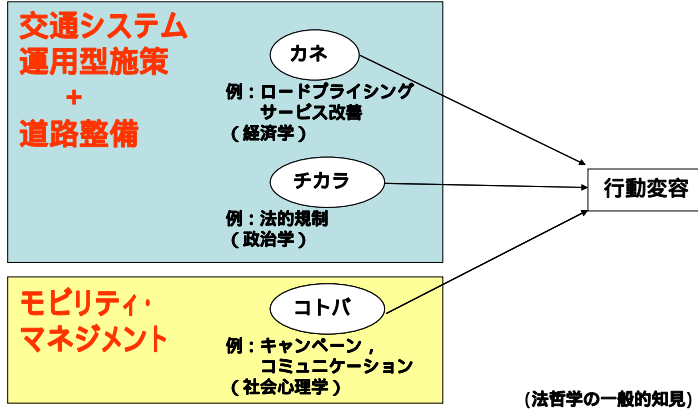 交通システム
運用型施策
+
道路整備
カネ
例：ロードプライシング
サービス改善
（経済学）
チカラ
例：法的規制
（政治学）
行動変容
モビリティ・
マネジメント
コトバ
例：キャンペーン，
コミュニケーション
（社会心理学）
(法哲学の一般的知見)